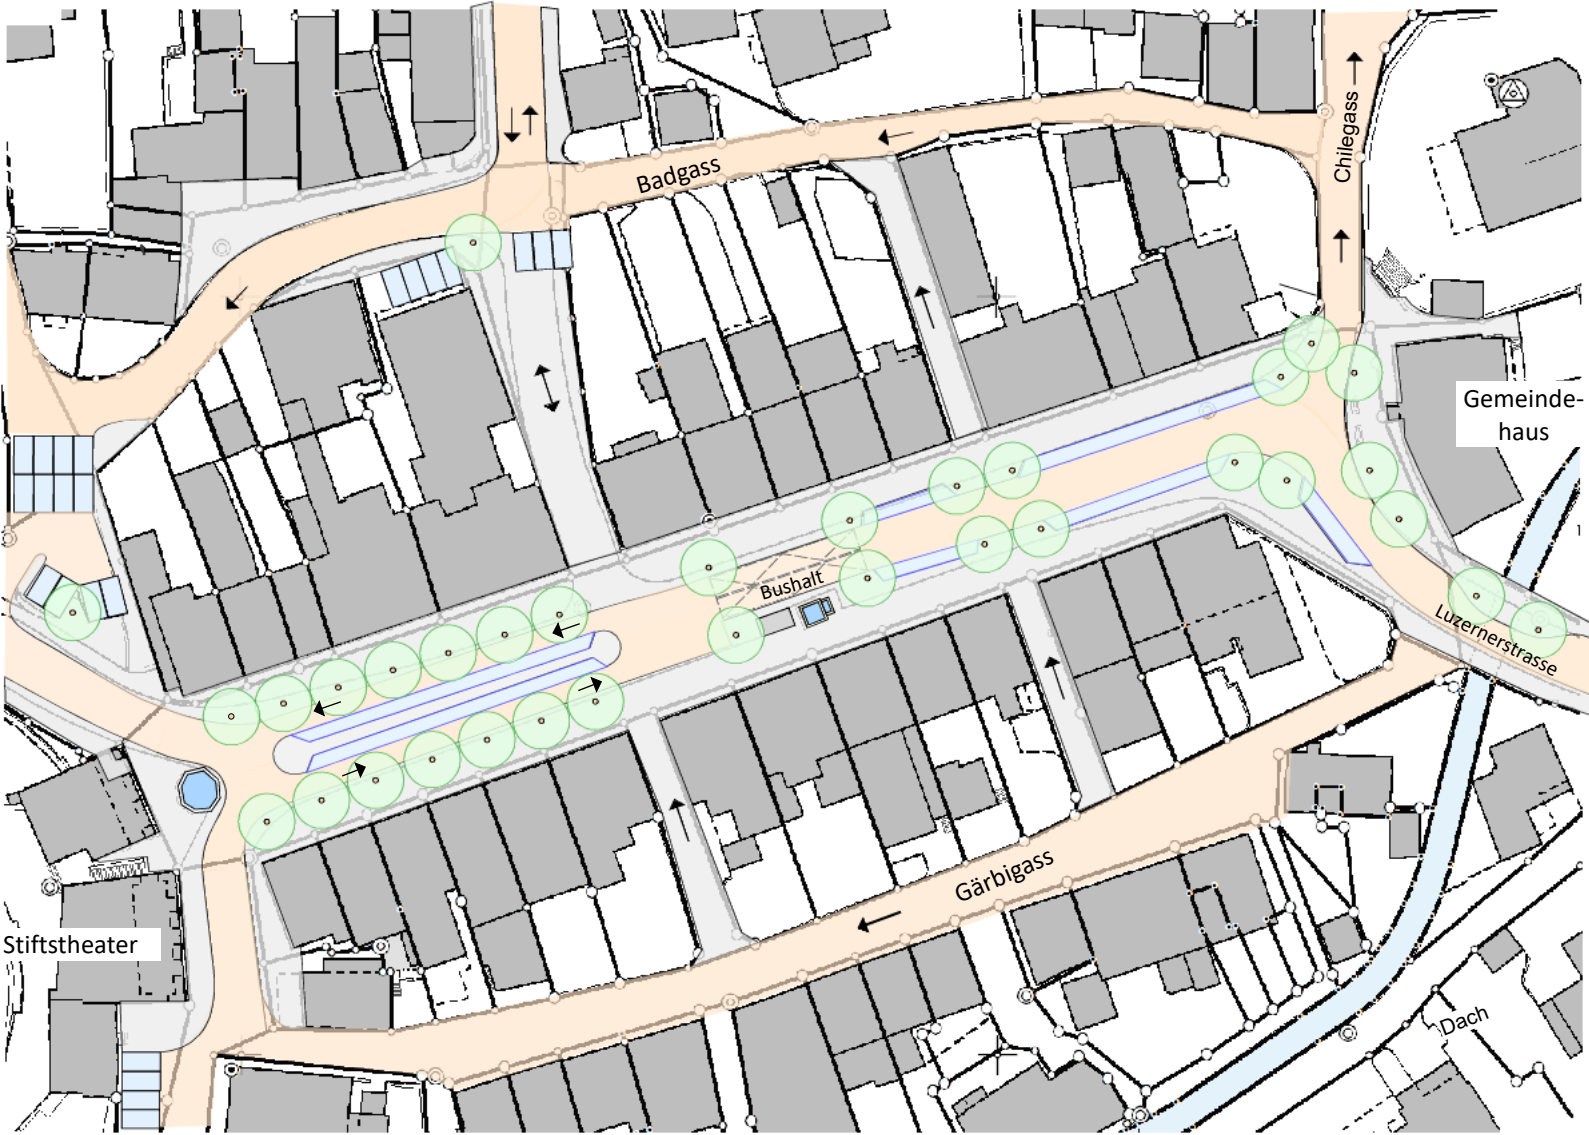 Badgass
Chilegass
Gemeinde-
haus
Bushalt
Luzernerstrasse
Gärbigass
Stiftstheater
Dach